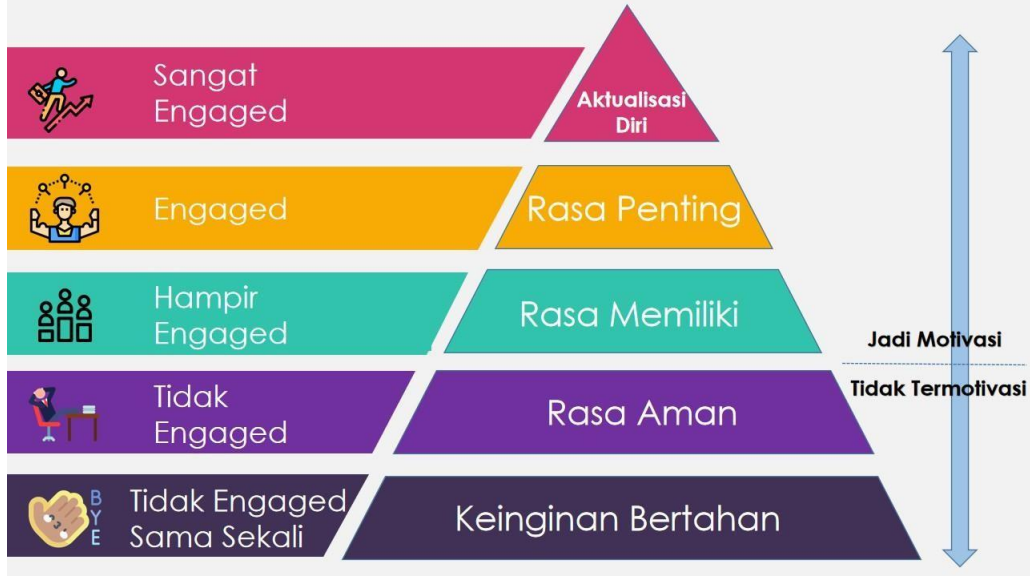 Sangat
Engaged
Aktualisasi
Diri
Engaged
Rasa Penting
Hampir
Engaged
Rasa Memiliki
Jadi Motivasi
Tidak Termotivasi
Tidak
Engaged
Rasa Aman
BYE
Tidak Engaged
Sama Sekali
Keinginan Bertahan